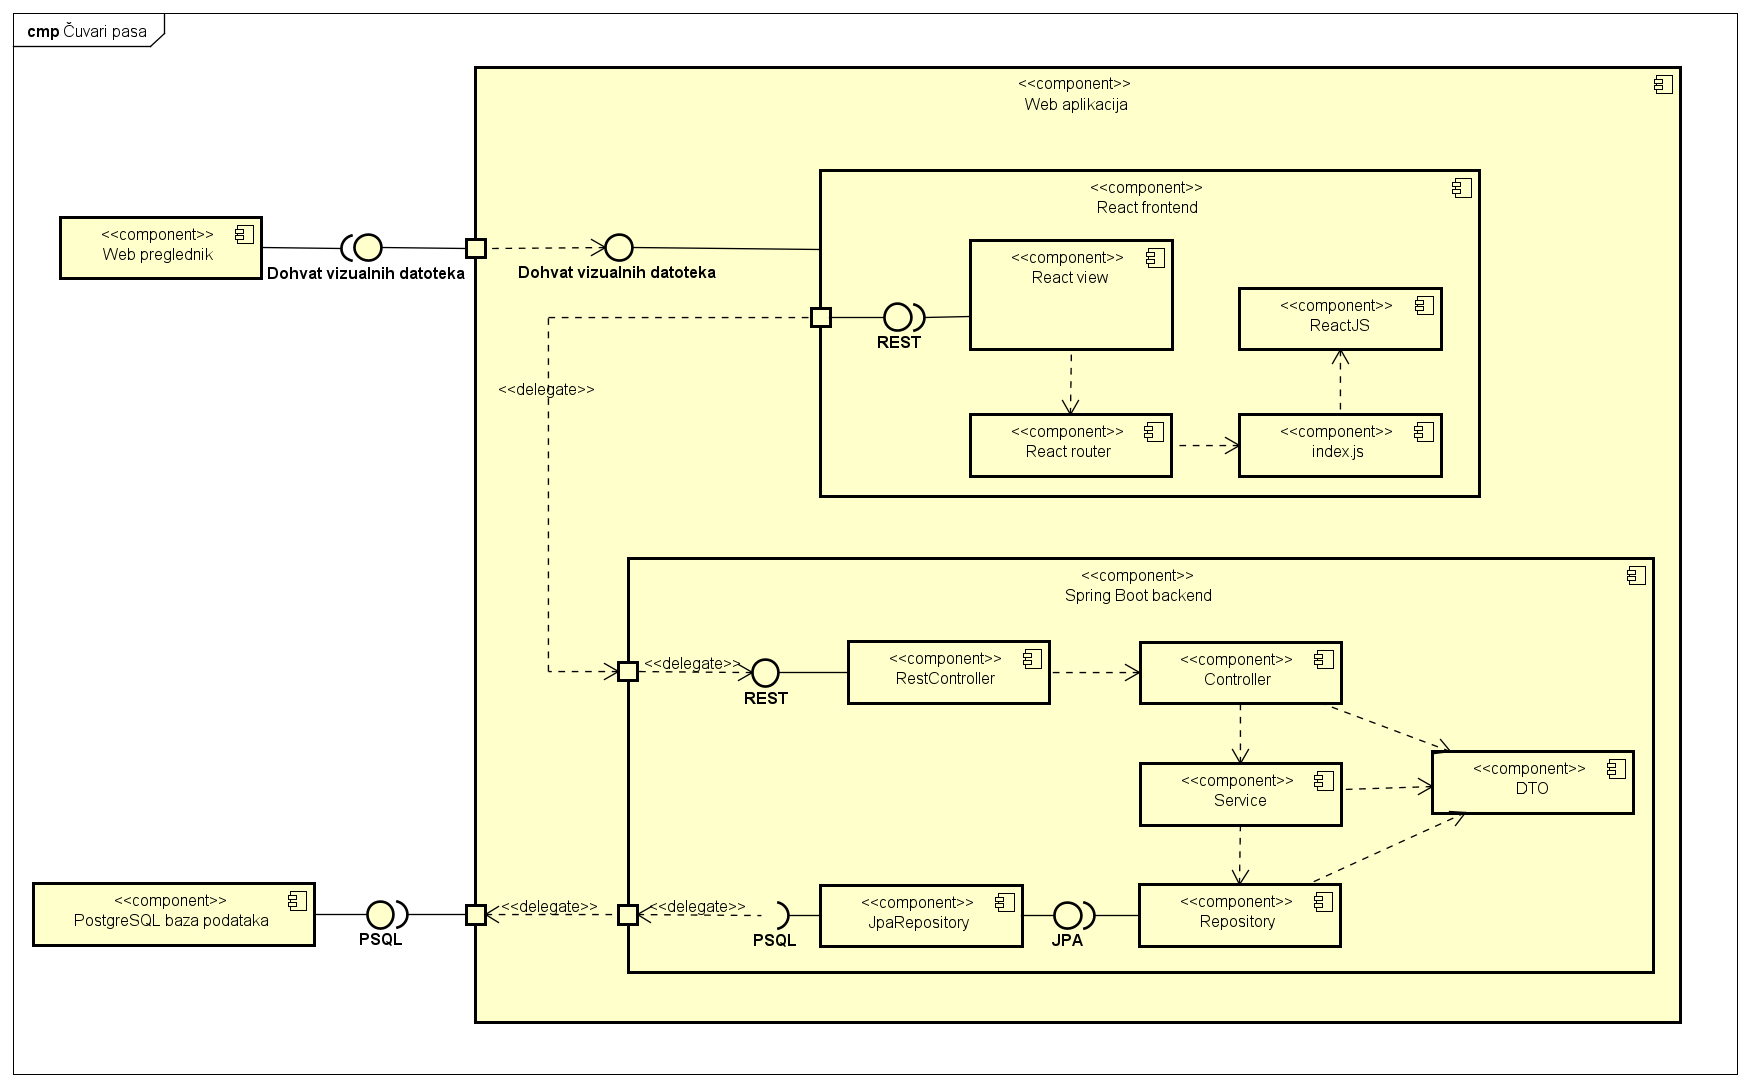 cmp Čuvari pasa
<<component>>
Web aplikacija
<<component>>
React frontend
<<component>>
Web preglednik
Dohvat vizualnih datoteka
Dohvat vizualnih datoteka
<<component>>
React view
<<component>>
ReactJS
REST
<<delegate>>
<<component>>
React router
<<component>>
index.js
<<component>>
Spring Boot backend
<<delegate>>
REST
<<component>>
RestController
<<component>>
Controller
<<component>>
Service
<<component>>
DTO
<<component>>
PostgreSQL baza podataka
PSQL
<<delegate>>
<<delegate>>
PSQL
<<component>>
JpaRepository
JPA
<<component>>
Repository